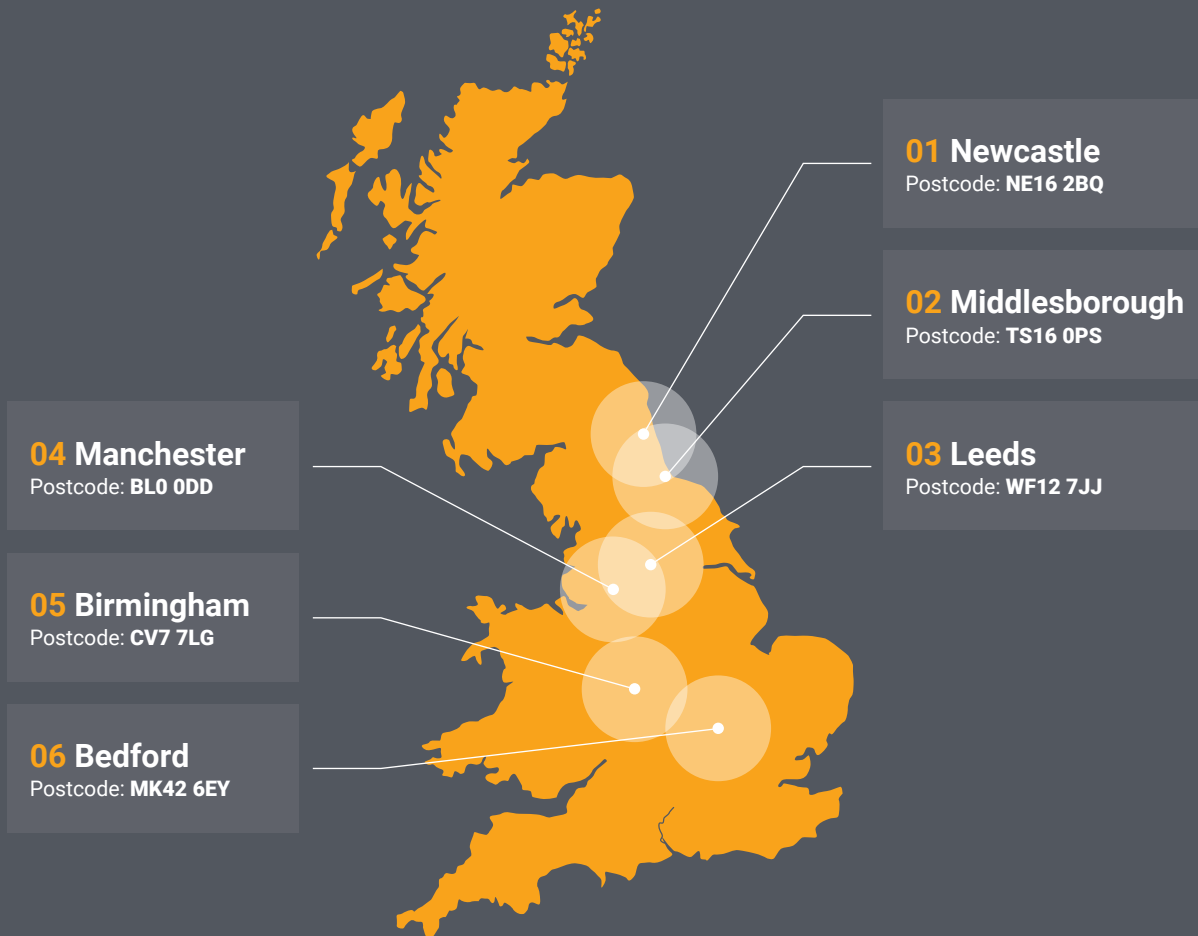 01 Newcastle
Postcode: NE16 2BQ
02 Middlesborough
Postcode: TS16 0PS
03 Leeds
Postcode: WF12 7JJ
04 Manchester
Postcode: BL0 0DD
05 Birmingham
Postcode: CV7 7LG
06 Bedford
Postcode: MK42 6EY